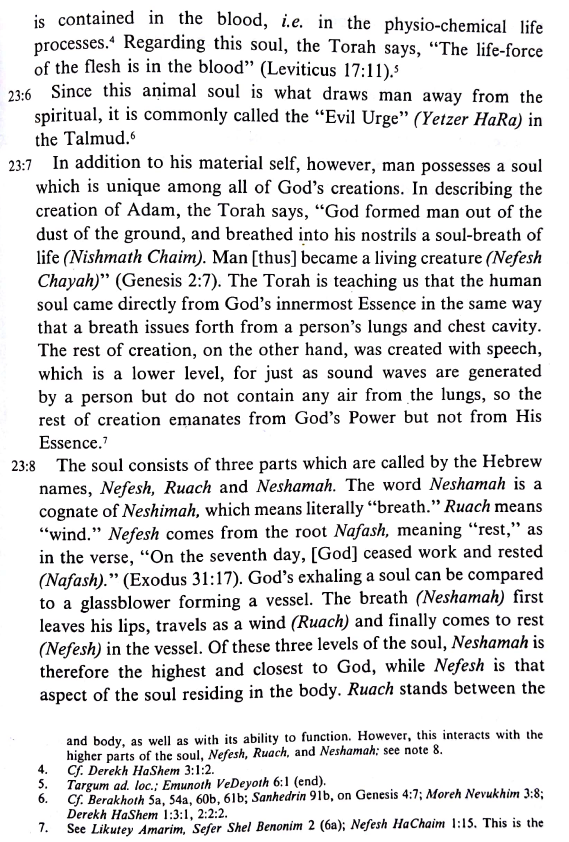 is contained in the blood, i.e. in the physio-chemical life
processes.⁴ Regarding this soul, the Torah says, “The life-force
of the flesh is in the blood” (Leviticus 17:11).⁵
23:6 Since this animal soul is what draws man away from the
spiritual, it is commonly called the “Evil Urge” (Yetzer HaRa) in
the Talmud.⁶
23:7 In addition to his material self, however, man possesses a soul
which is unique among all of God’s creations. In describing the
creation of Adam, the Torah says, “God formed man out of the
dust of the ground, and breathed into his nostrils a soul-breath of
life (Nishmath Chaim). Man [thus] became a living creature (Nefesh
Chayah)” (Genesis 2:7). The Torah is teaching us that the human
soul came directly from God’s innermost Essence in the same way
that a breath issues forth from a person’s lungs and chest cavity.
The rest of creation, on the other hand, was created with speech,
which is a lower level, for just as sound waves are generated
by a person but do not contain any air from the lungs, so the
rest of creation emanates from God’s Power but not from His
Essence.⁷
23:8 The soul consists of three parts which are called by the Hebrew
names, Nefesh, Ruach and Neshamah. The word Neshamah is a
cognate of Neshimah, which means literally “breath.” Ruach means
“wind.” Nefesh comes from the root Nafash, meaning “rest,” as
in the verse, “On the seventh day, [God] ceased work and rested
(Nafash).” (Exodus 31:17). God’s exhaling a soul can be compared
to a glassblower forming a vessel. The breath (Neshamah) first
leaves his lips, travels as a wind (Ruach) and finally comes to rest
(Nefesh) in the vessel. Of these three levels of the soul, Neshamah is
therefore the highest and closest to God, while Nefesh is that
aspect of the soul residing in the body. Ruach stands between the
and body, as well as with its ability to function. However, this interacts with the
higher parts of the soul, Nefesh, Ruach, and Neshamah; see note 8.
4. Cf. Derekh HaShem 3:1:2.
5. Targum ad. loc.; Emunoth VeDeyoth 6:1 (end).
6. Cf. Berakhoth 5a, 54a, 60b, 61b; Sanhedrin 91b, on Genesis 4:7; Moreh Nevukhim 3:8;
Derekh HaShem 1:3:1, 2:2:2.
7. See Likutey Amarim, Sefer Shel Benonim 2 (6a); Nefesh HaChaim 1:15. This is the